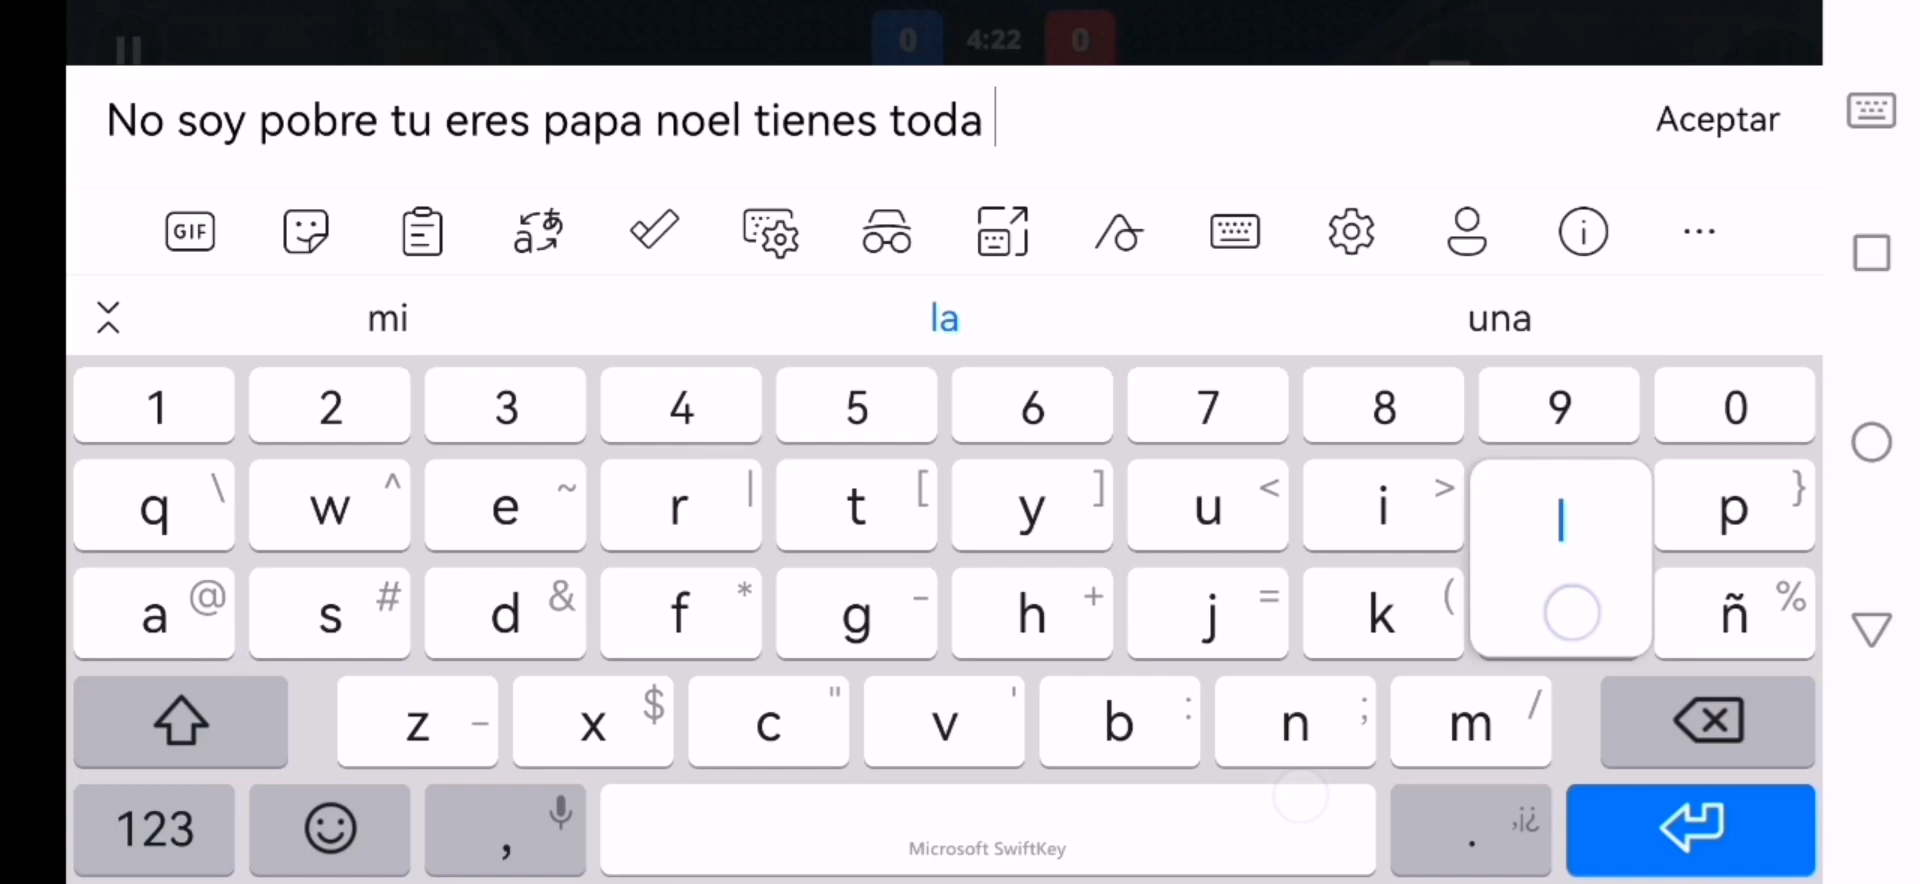 0 4:22 0
No soy pobre tu eres papa noel tienes toda
Aceptar
GIF
mi la una
1 2 3 4 5 6 7 8 9 0
q \ w ^ e ~ r | t [ y ] u < i > p }
a @ s # d & f * g - h + j = k ( l ñ %
z _ x $ c " v ' b : n ; m /
123 , Microsoft SwiftKey . ,¡¿